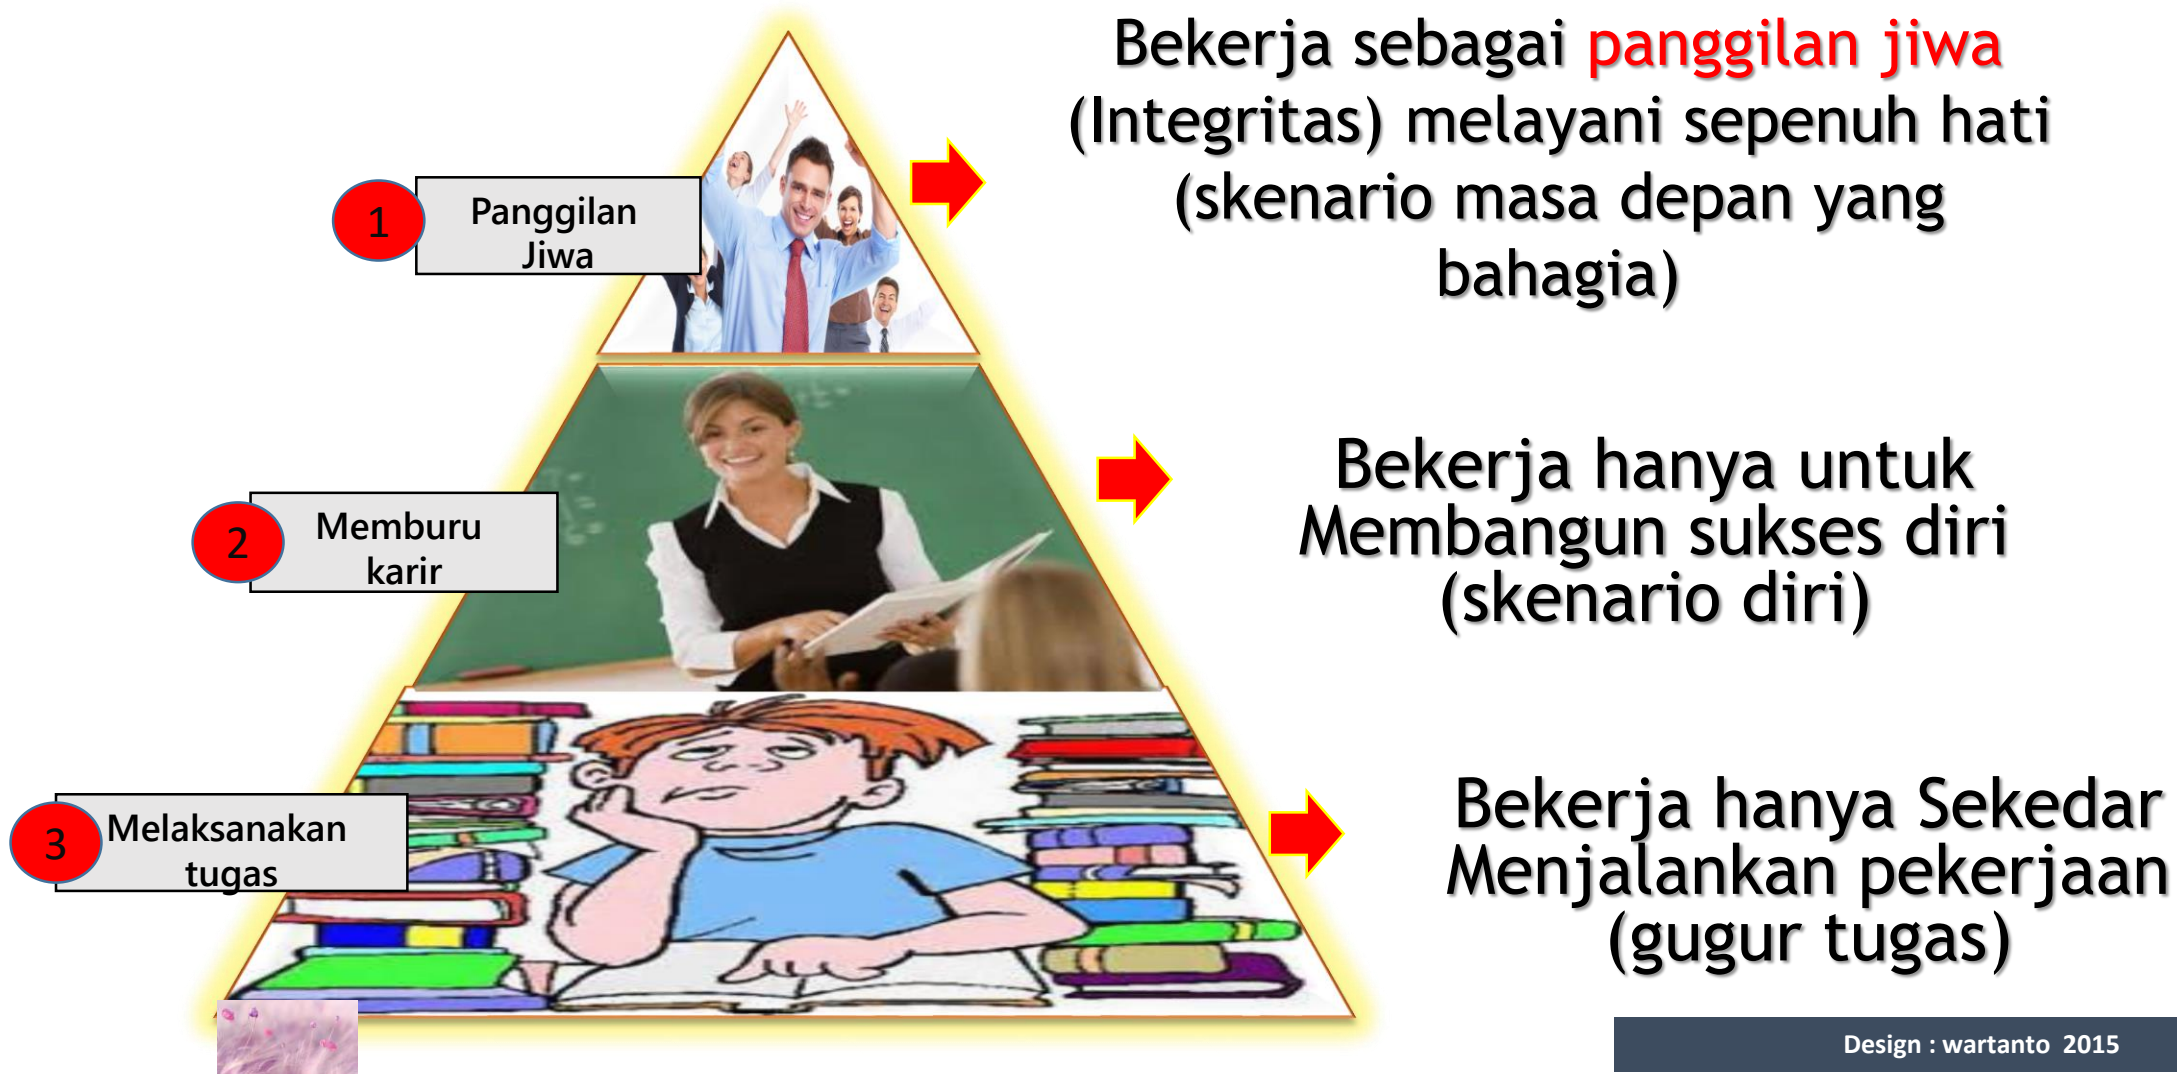 1
Panggilan
Jiwa
Bekerja sebagai panggilan jiwa
(Integritas) melayani sepenuh hati
(skenario masa depan yang
bahagia)
2
Memburu
karir
Bekerja hanya untuk
Membangun sukses diri
(skenario diri)
3
Melaksanakan
tugas
Bekerja hanya Sekedar
Menjalankan pekerjaan
(gugur tugas)
Design : wartanto 2015